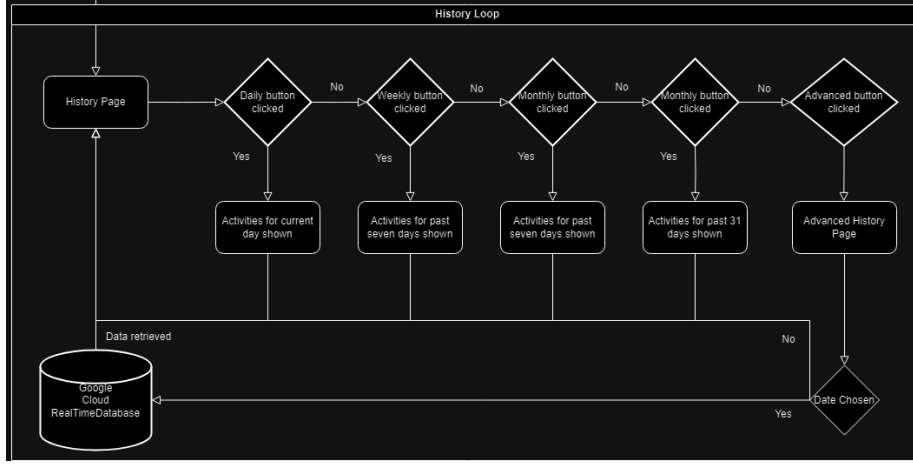 History Loop
History Page
Daily button
clicked
No
Weekly button
clicked
No
Monthly button
clicked
No
Monthly button
clicked
No
Advanced button
clicked
Yes
Yes
Yes
Yes
Activities for current
day shown
Activities for past
seven days shown
Activities for past
seven days shown
Activities for past 31
days shown
Advanced History
Page
Data retrieved
No
Google
Cloud
RealTimeDatabase
Yes
Date Chosen